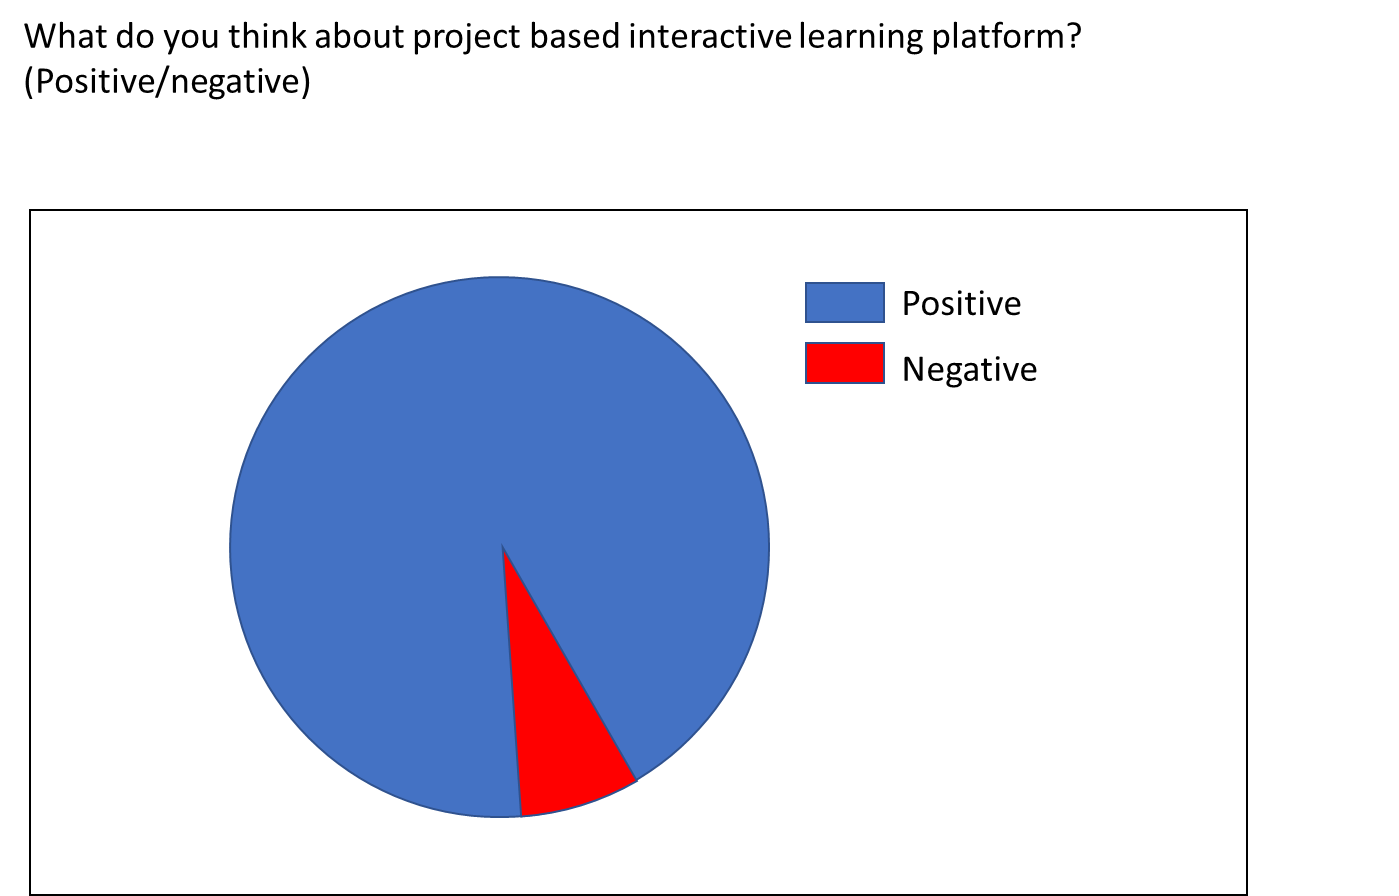 What do you think about project based interactive learning platform?
(Positive/negative)
Positive
Negative